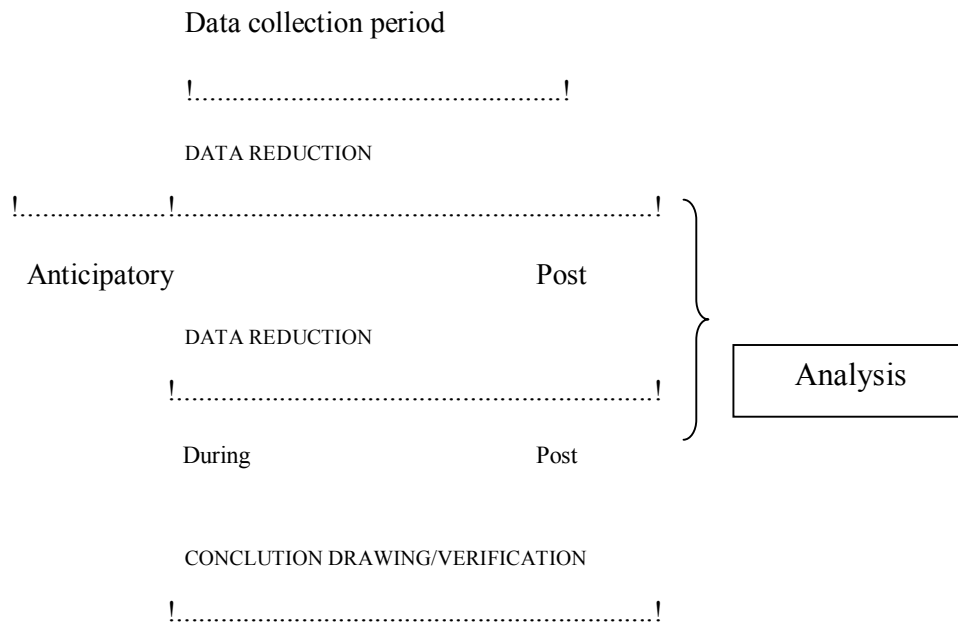 Data collection period
!..................................................!
DATA REDUCTION
!....................!................................................................!
Anticipatory Post
DATA REDUCTION
!................................................................!
Analysis
During Post
CONCLUTION DRAWING/VERIFICATION
!................................................................!